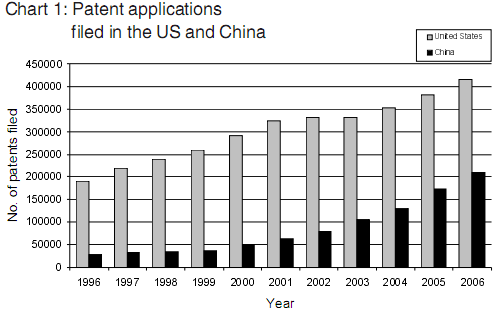 Chart 1: Patent applications
filed in the US and China
United States
China
450000
400000
350000
300000
250000
200000
150000
100000
50000
0
No. of patents filed
1996 1997 1998 1999 2000 2001 2002 2003 2004 2005 2006
Year